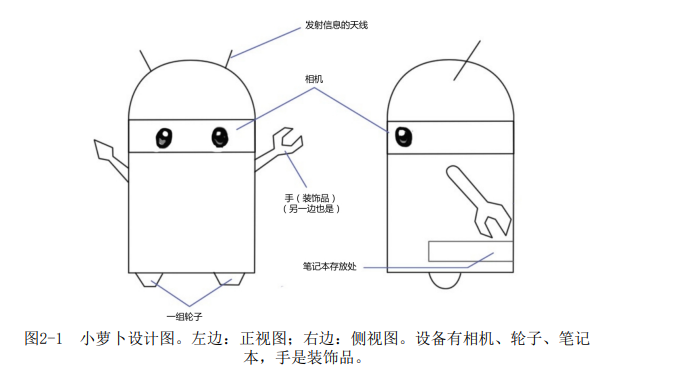 发射信息的天线
相机
手（装饰品）
（另一边也是）
笔记本存放处
一组轮子
图2-1 小萝卜设计图。左边：正视图；右边：侧视图。设备有相机、轮子、笔记
本，手是装饰品。